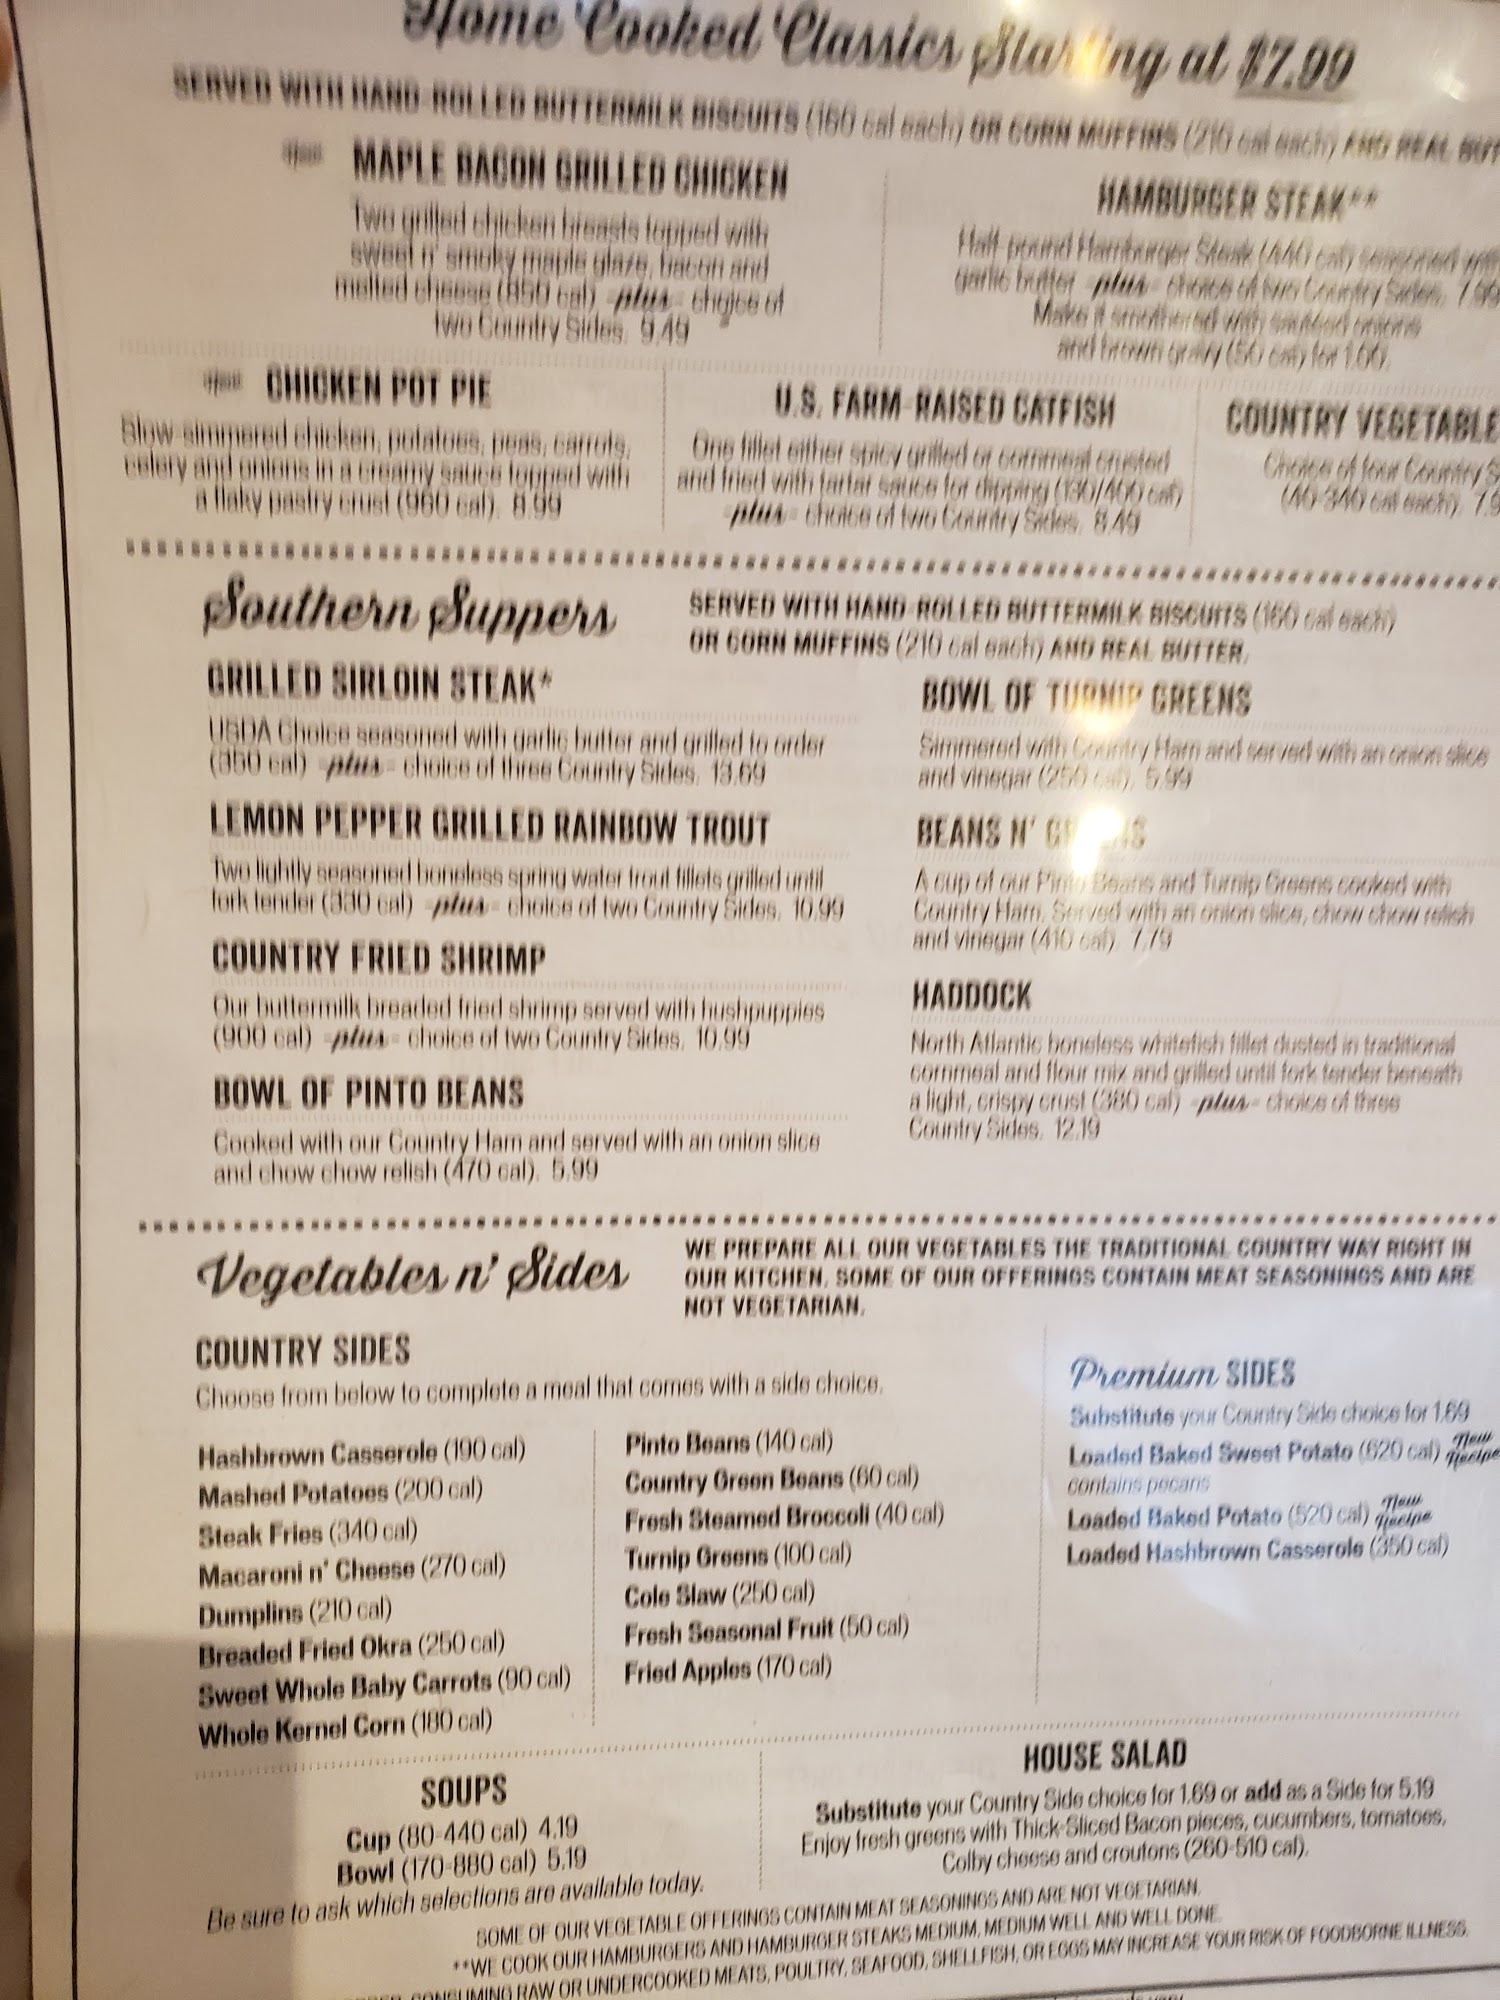 Home Cooked Classics Starting at $7.99
SERVED WITH HAND-ROLLED BUTTERMILK BISCUITS (160 cal each) OR CORN MUFFINS (210 cal each) AND REAL BUT
New MAPLE BACON GRILLED CHICKEN
Two grilled chicken breasts topped with
sweet n' smoky maple glaze, bacon and
melted cheese (850 cal) -plus- choice of
two Country Sides. 9.49
HAMBURGER STEAK**
Half-pound Hamburger Steak (440 cal) seasoned with
garlic butter -plus- choice of two Country Sides. 7.99
Make it smothered with sautéed onions
and brown gravy (50 cal) for 1.00.
New CHICKEN POT PIE
Slow-simmered chicken, potatoes, peas, carrots,
celery and onions in a creamy sauce topped with
a flaky pastry crust (960 cal). 8.99
U.S. FARM-RAISED CATFISH
One fillet either spicy grilled or cornmeal crusted
and fried with tartar sauce for dipping (130/400 cal)
-plus- choice of two Country Sides. 8.49
COUNTRY VEGETABLE
Choice of four Country S
(40-340 cal each). 7.9
Southern Suppers
SERVED WITH HAND-ROLLED BUTTERMILK BISCUITS (160 cal each)
OR CORN MUFFINS (210 cal each) AND REAL BUTTER.
GRILLED SIRLOIN STEAK*
USDA Choice seasoned with garlic butter and grilled to order
(350 cal) -plus- choice of three Country Sides. 13.69
LEMON PEPPER GRILLED RAINBOW TROUT
Two lightly seasoned boneless spring water trout fillets grilled until
fork tender (330 cal) -plus- choice of two Country Sides. 10.99
COUNTRY FRIED SHRIMP
Our buttermilk breaded fried shrimp served with hushpuppies
(900 cal) -plus- choice of two Country Sides. 10.99
BOWL OF PINTO BEANS
Cooked with our Country Ham and served with an onion slice
and chow chow relish (470 cal). 5.99
BOWL OF TURNIP GREENS
Simmered with Country Ham and served with an onion slice
and vinegar (250 cal). 5.99
BEANS N' GREENS
A cup of our Pinto Beans and Turnip Greens cooked with
Country Ham. Served with an onion slice, chow chow relish
and vinegar (410 cal). 7.79
HADDOCK
North Atlantic boneless whitefish fillet dusted in traditional
cornmeal and flour mix and grilled until fork tender beneath
a light, crispy crust (380 cal) -plus- choice of three
Country Sides. 12.19
Vegetables n' Sides
WE PREPARE ALL OUR VEGETABLES THE TRADITIONAL COUNTRY WAY RIGHT IN
OUR KITCHEN. SOME OF OUR OFFERINGS CONTAIN MEAT SEASONINGS AND ARE
NOT VEGETARIAN.
COUNTRY SIDES
Choose from below to complete a meal that comes with a side choice.
Hashbrown Casserole (190 cal)
Mashed Potatoes (200 cal)
Steak Fries (340 cal)
Macaroni n' Cheese (270 cal)
Dumplins (210 cal)
Breaded Fried Okra (250 cal)
Sweet Whole Baby Carrots (90 cal)
Whole Kernel Corn (180 cal)
Pinto Beans (140 cal)
Country Green Beans (60 cal)
Fresh Steamed Broccoli (40 cal)
Turnip Greens (100 cal)
Cole Slaw (250 cal)
Fresh Seasonal Fruit (50 cal)
Fried Apples (170 cal)
Premium SIDES
Substitute your Country Side choice for 1.69
Loaded Baked Sweet Potato (620 cal) New Recipe
contains pecans
Loaded Baked Potato (520 cal) New Recipe
Loaded Hashbrown Casserole (350 cal)
SOUPS
Cup (80-440 cal) 4.19
Bowl (170-880 cal) 5.19
Be sure to ask which selections are available today.
HOUSE SALAD
Substitute your Country Side choice for 1.69 or add as a Side for 5.19
Enjoy fresh greens with Thick-Sliced Bacon pieces, cucumbers, tomatoes,
Colby cheese and croutons (260-510 cal).
SOME OF OUR VEGETABLE OFFERINGS CONTAIN MEAT SEASONINGS AND ARE NOT VEGETARIAN.
**WE COOK OUR HAMBURGERS AND HAMBURGER STEAKS MEDIUM, MEDIUM WELL AND WELL DONE.
CONSUMING RAW OR UNDERCOOKED MEATS, POULTRY, SEAFOOD, SHELLFISH, OR EGGS MAY INCREASE YOUR RISK OF FOODBORNE ILLNESS.